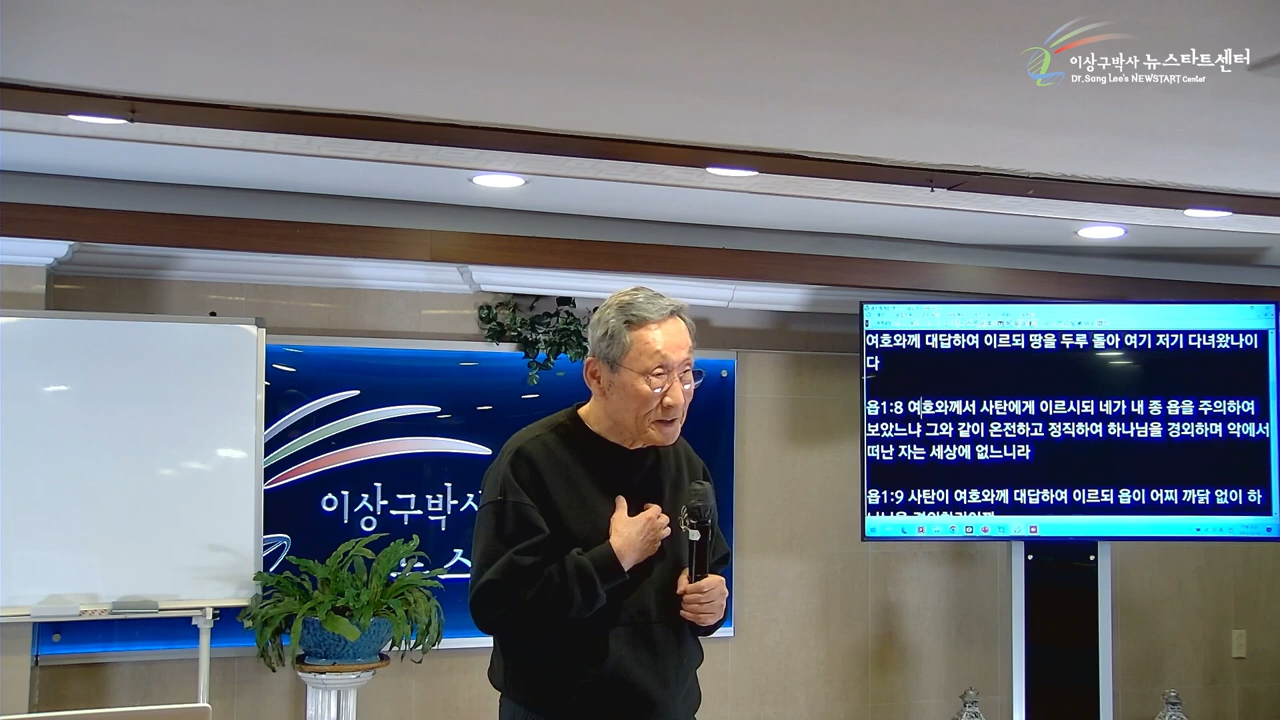 이상구박사 뉴스타트센터
Dr. Sang Lee's NEWSTART Center
이상구박사
여호와께 대답하여 이르되 땅을 두루 돌아 여기 저기 다녀왔나이
다
욥1:8 여호와께서 사탄에게 이르시되 네가 내 종 욥을 주의하여
보았느냐 그와 같이 온전하고 정직하여 하나님을 경외하며 악에서
떠난 자는 세상에 없느니라
욥1:9 사탄이 여호와께 대답하여 이르되 욥이 어찌 까닭 없이 하